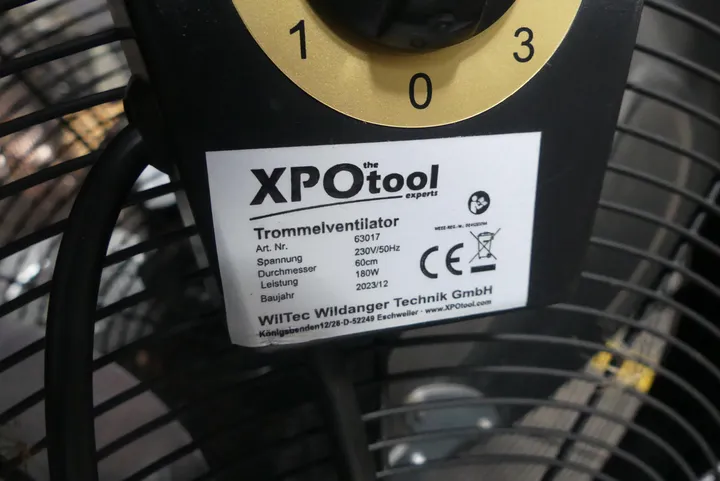 1
3
0
XPOtool
the
experts
Trommelventilator
Art. Nr. 63017
Spannung 230V/50Hz
Durchmesser 60cm
Leistung 180W
Baujahr 2023/12
CE
WilTec Wildanger Technik GmbH
Königsbenden12/28·D-52249 Eschweiler · www.XPOtool.com